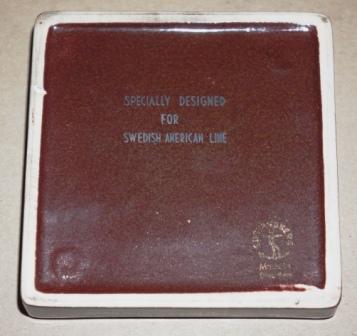 SPECIALLY DESIGNED
FOR
SWEDISH AMERICAN LINE